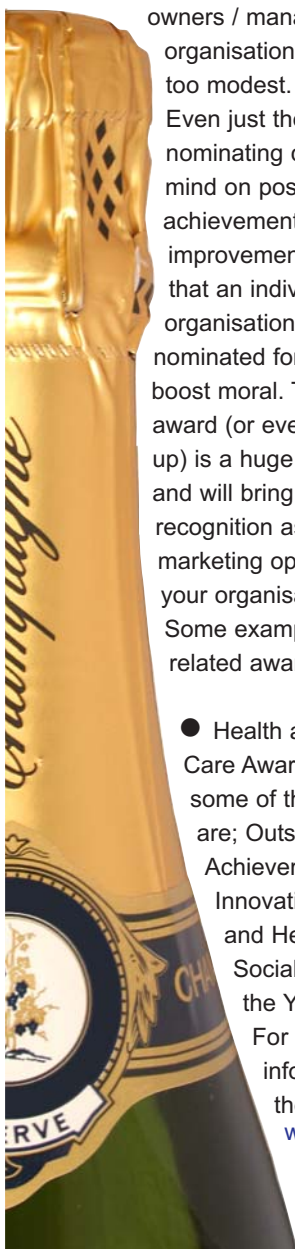 owners / mana
organisation
too modest.
Even just the
nominating c
mind on pos
achievement
improvemen
that an indiv
organisation
nominated for
boost moral. T
award (or eve
up) is a huge
and will bring
recognition as
marketing op
your organisa
Some examp
related awar
● Health a
Care Awar
some of th
are; Outs
Achieve
Innovati
and He
Social
the Y
For
info
the
w
Champagne
CHA
ERVE